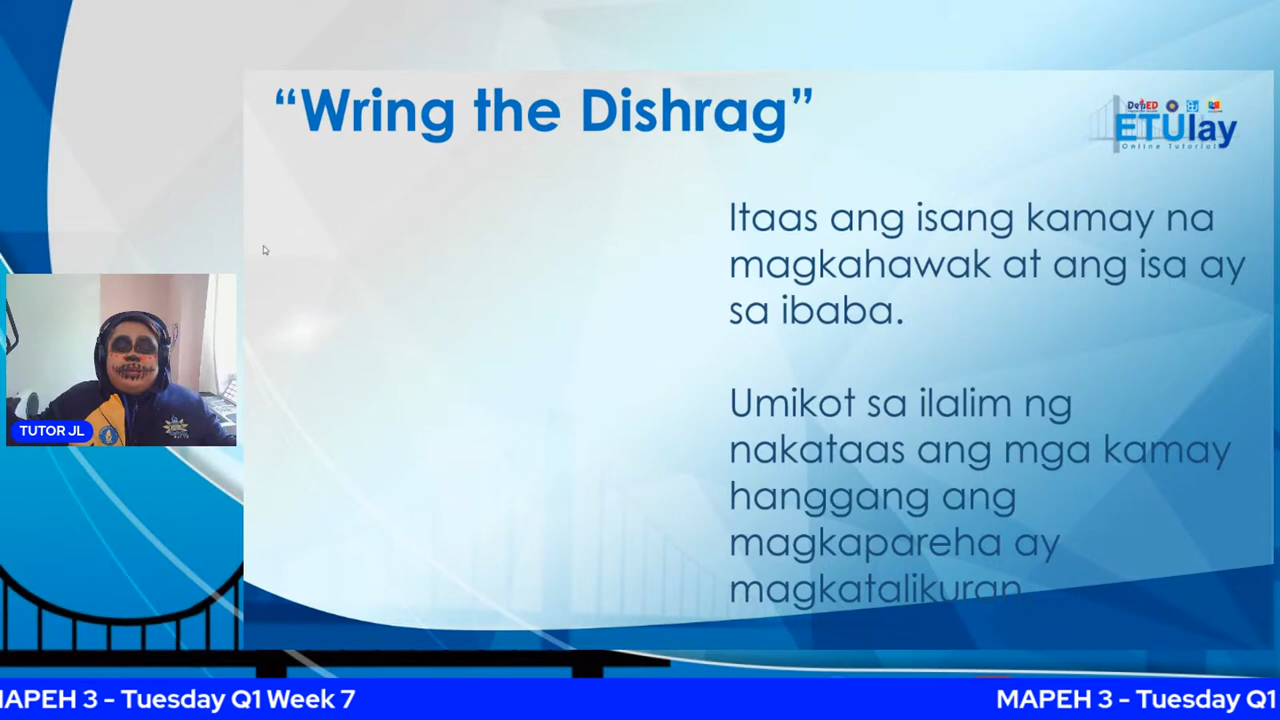 “Wring the Dishrag”
DepED
ETUlay
Online Tutorial
Itaas ang isang kamay na
magkahawak at ang isa ay
sa ibaba.
Umikot sa ilalim ng
nakataas ang mga kamay
hanggang ang
magkapareha ay
magkatalikuran
TUTOR JL
MAPEH 3 - Tuesday Q1 Week 7
MAPEH 3 - Tuesday Q1